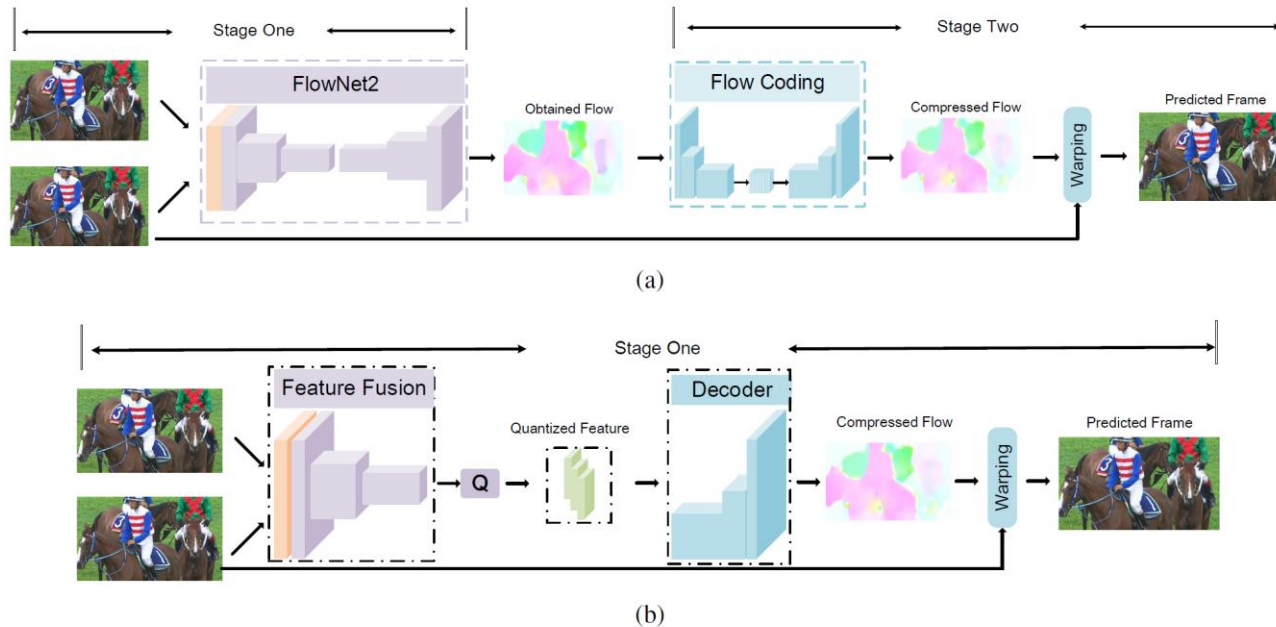 Stage One
Stage Two
FlowNet2
Flow Coding
Obtained Flow
Compressed Flow
Predicted Frame
Warping
(a)
Stage One
Feature Fusion
Decoder
Quantized Feature
Compressed Flow
Predicted Frame
Q
Warping
(b)